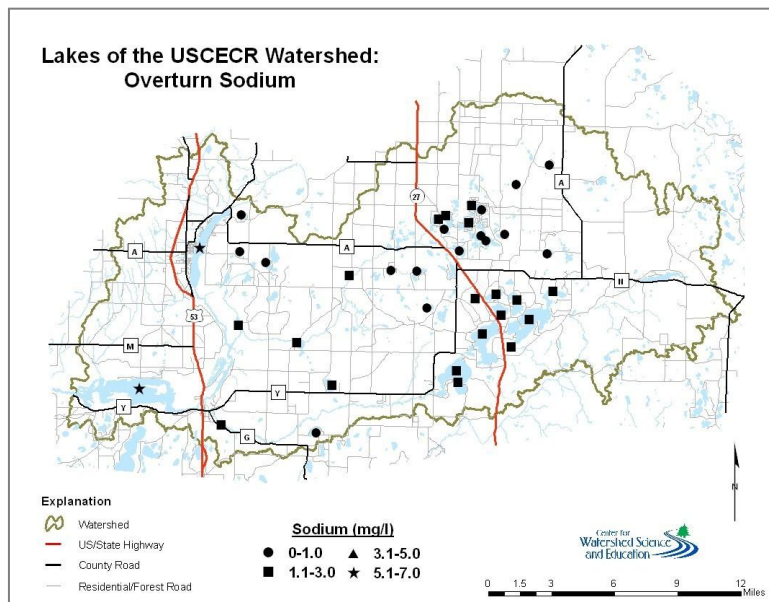 Lakes of the USCECR Watershed:
Overturn Sodium
27
A
A
A
H
53
M
Y
Y
G
N
Explanation
Watershed
US/State Highway
County Road
Residential/Forest Road
Sodium (mg/l)
0-1.0
3.1-5.0
1.1-3.0
5.1-7.0
Center for
Watershed Science
and Education
0 1.5 3 6 9 12
Miles